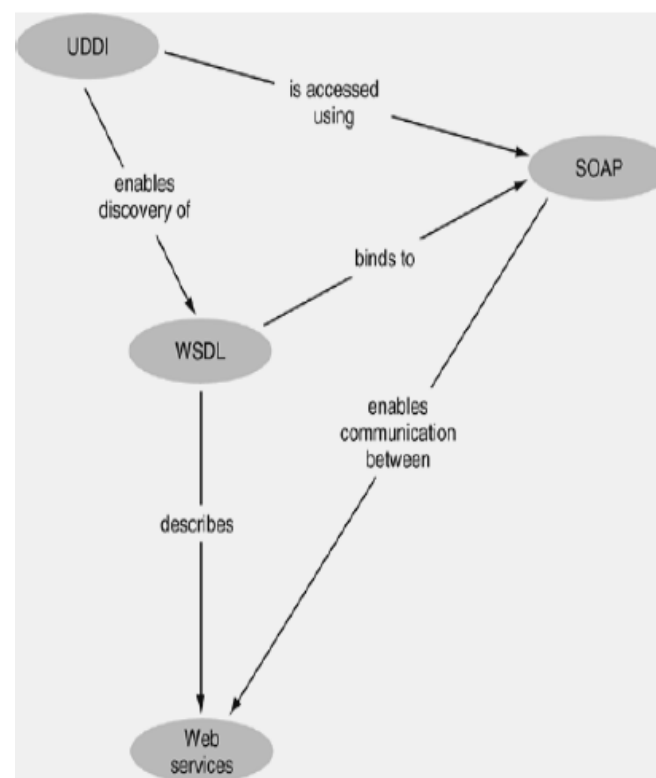 UDDI
is accessed
using
SOAP
enables
discovery of
binds to
WSDL
enables
communication
between
describes
Web
services